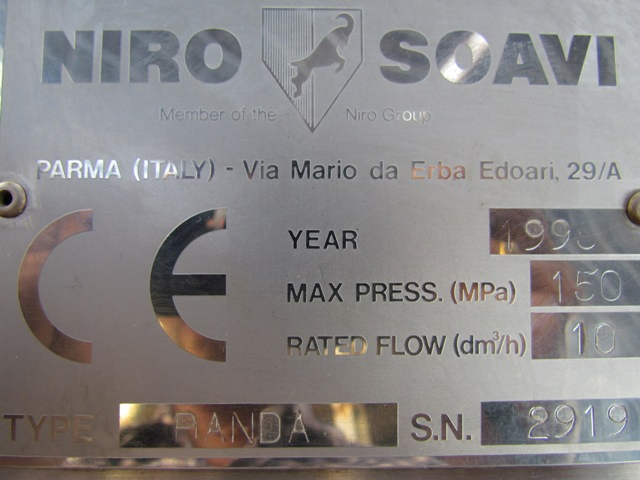 NIRO SOAVI
Member of the Niro Group
PARMA (ITALY) - Via Mario da Erba Edoari, 29/A
CE
YEAR
MAX PRESS. (MPa) 150
RATED FLOW (dm³/h) 10
TYPE PANDA S.N. 2919